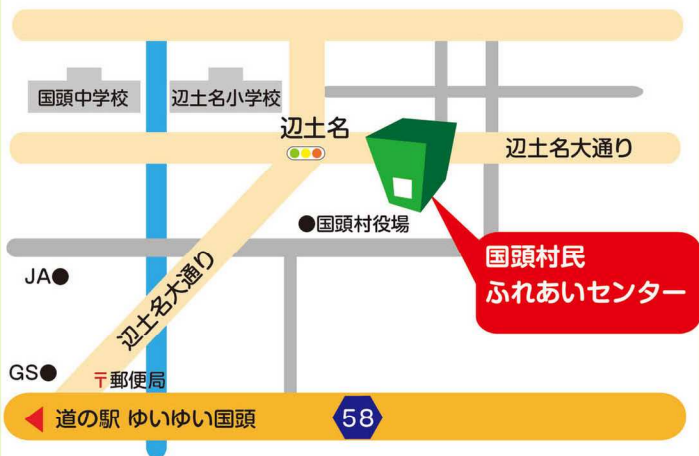 国頭中学校
辺土名小学校
辺土名
辺土名大通り
国頭村役場
国頭村民
ふれあいセンター
JA
辺土名大通り
GS
〒郵便局
道の駅 ゆいゆい国頭
58